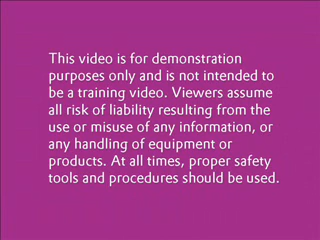 This video is for demonstration
purposes only and is not intended to
be a training video. Viewers assume
all risk of liability resulting from the
use or misuse of any information, or
any handling of equipment or
products. At all times, proper safety
tools and procedures should be used.